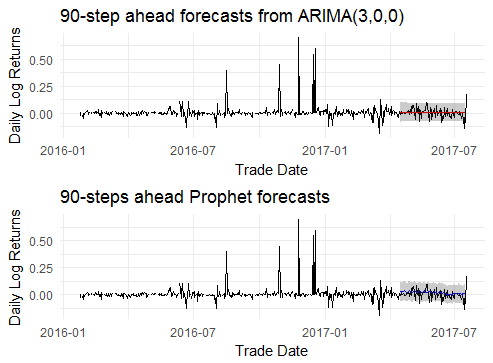 90-step ahead forecasts from ARIMA(3,0,0)
Daily Log Returns
0.50
0.25
0.00
2016-01
2016-07
2017-01
2017-07
Trade Date
90-steps ahead Prophet forecasts
Daily Log Returns
0.50
0.25
0.00
2016-01
2016-07
2017-01
2017-07
Trade Date